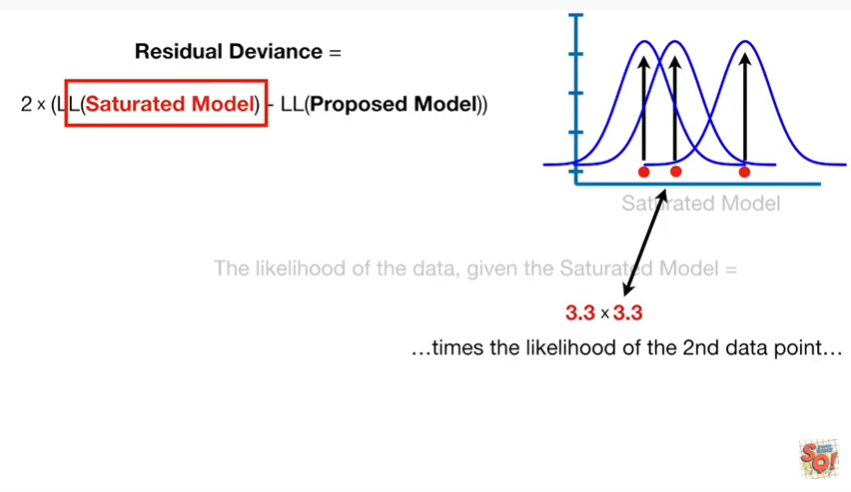 Residual Deviance =
2 × (LL(Saturated Model) - LL(Proposed Model))
Saturated Model
The likelihood of the data, given the Saturated Model =
3.3 x 3.3
…times the likelihood of the 2nd data point…
SQ!